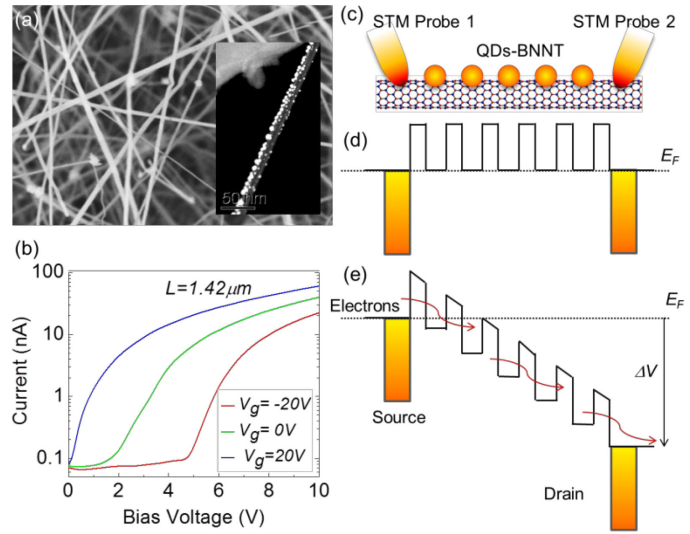 (a)
50 nm
(b)
L=1.42μm
100
10
1
0.1
Current (nA)
Vg= -20V
Vg= 0V
Vg=20V
0
2
4
6
8
10
Bias Voltage (V)
(c)
STM Probe 1
STM Probe 2
QDs-BNNT
(d)
EF
(e)
Electrons
EF
ΔV
Source
Drain